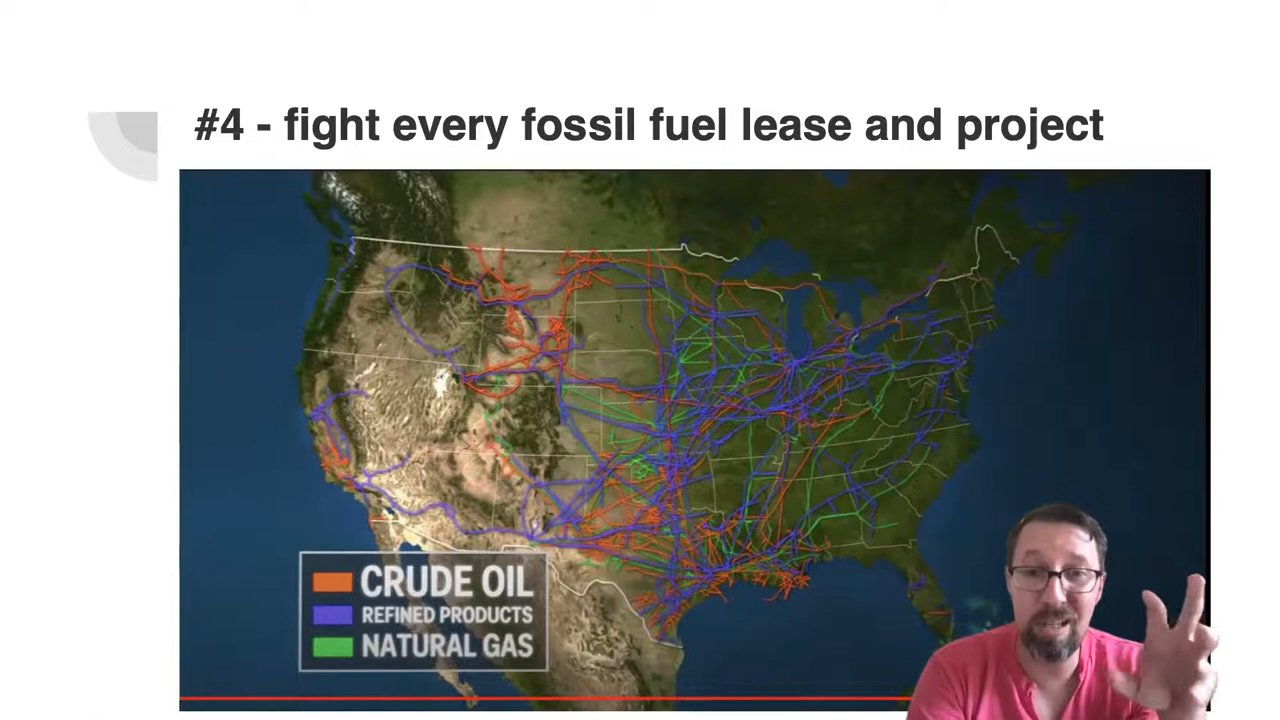 #4 - fight every fossil fuel lease and project
CRUDE OIL
REFINED PRODUCTS
NATURAL GAS